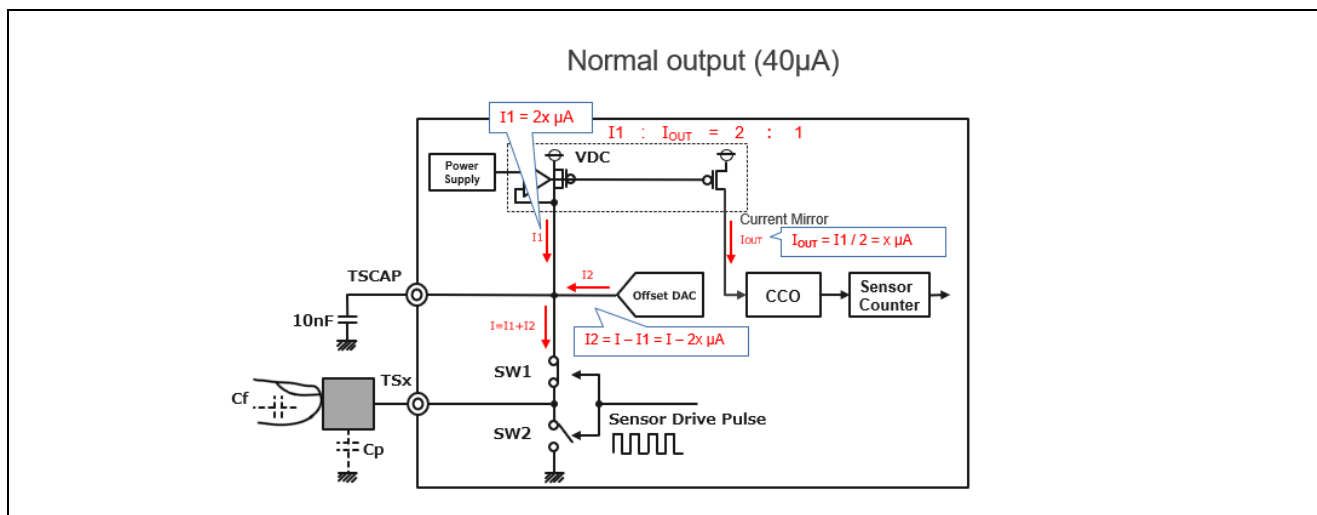 Normal output (40µA)
I1 = 2x µA
I1 : IOUT = 2 : 1
VDC
Power
Supply
Current Mirror
I1
IOUT
IOUT = I1 / 2 = x µA
TSCAP
I2
Offset DAC
CCO
Sensor
Counter
10nF
I=I1+I2
I2 = I – I1 = I – 2x µA
SW1
TSx
Cf
SW2
Sensor Drive Pulse
Cp